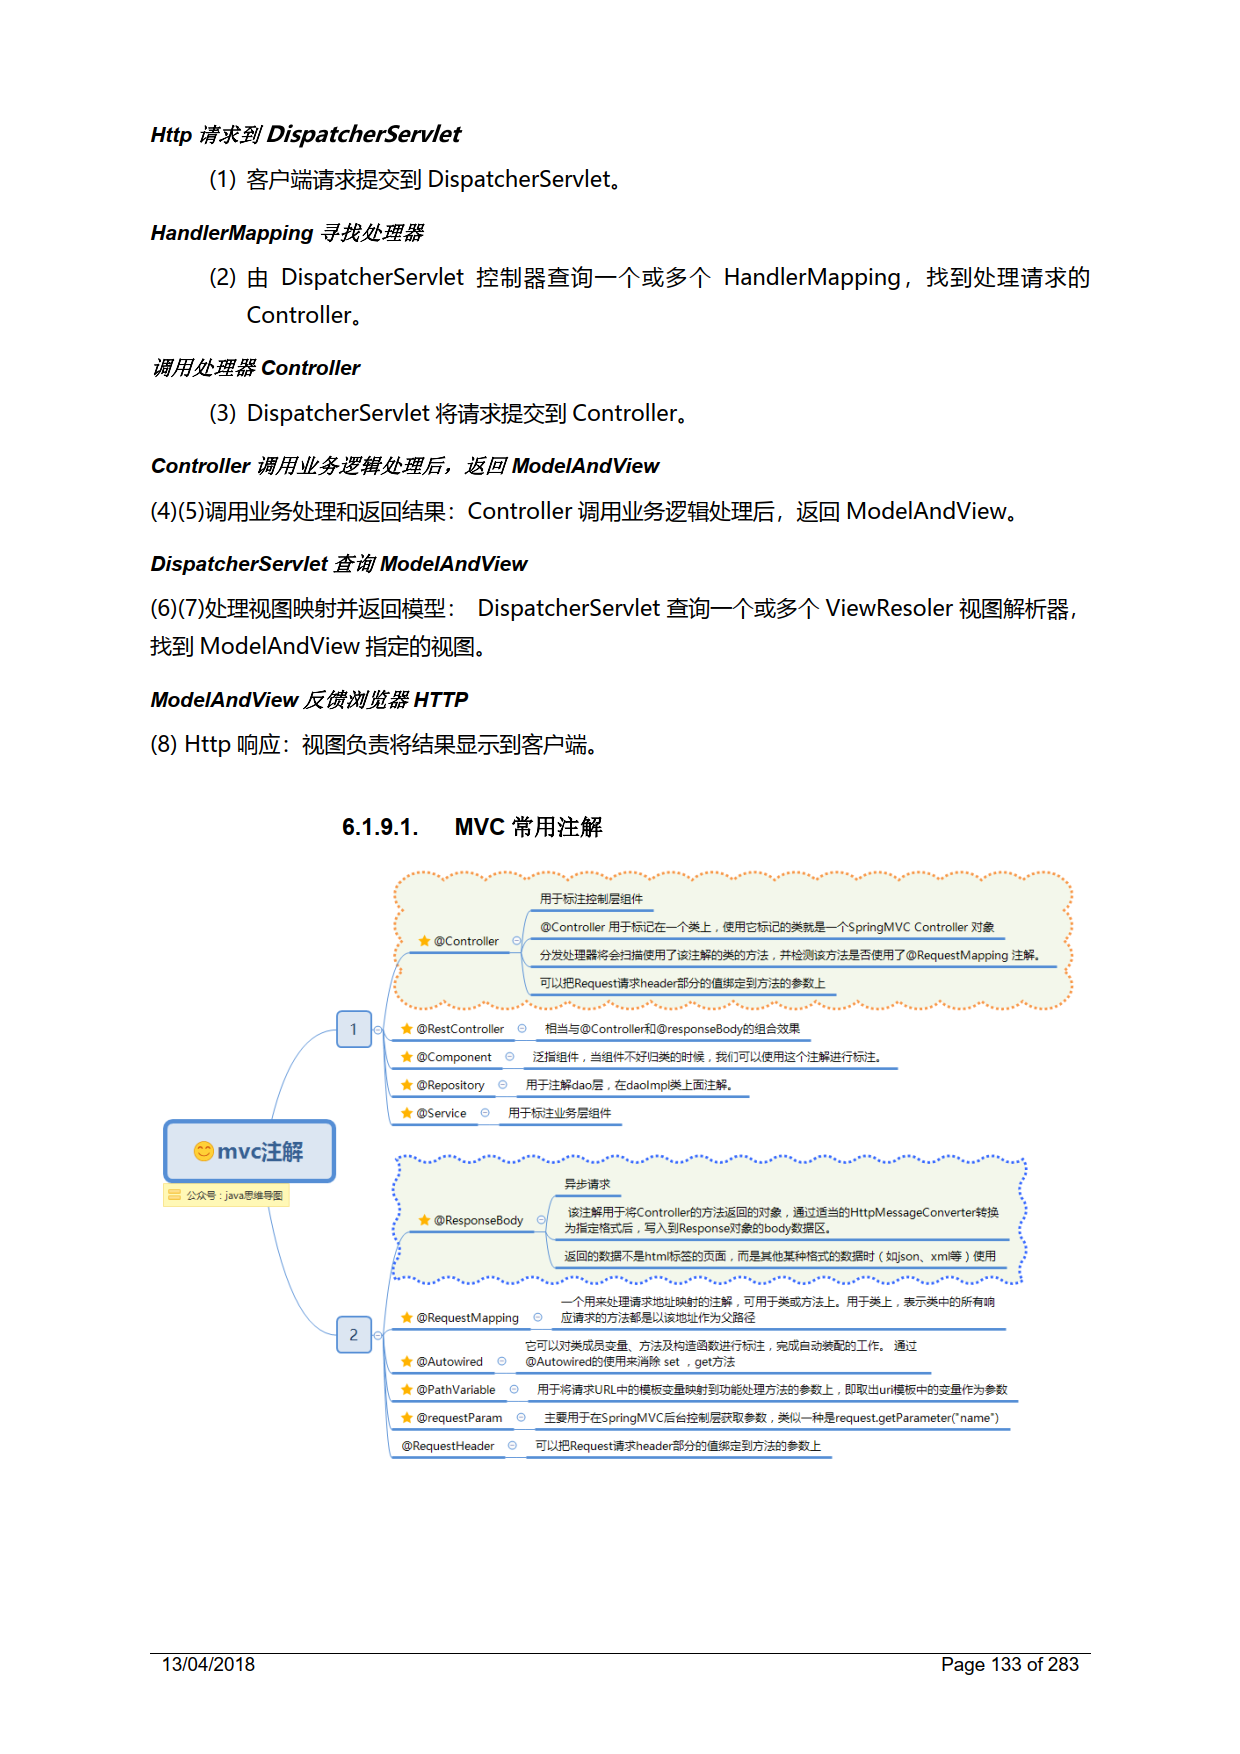 Http 请求到 DispatcherServlet
(1) 客户端请求提交到 DispatcherServlet。
HandlerMapping 寻找处理器
(2) 由 DispatcherServlet 控制器查询一个或多个 HandlerMapping，找到处理请求的
Controller。
调用处理器 Controller
(3) DispatcherServlet 将请求提交到 Controller。
Controller 调用业务逻辑处理后，返回 ModelAndView
(4)(5)调用业务处理和返回结果：Controller 调用业务逻辑处理后，返回 ModelAndView。
DispatcherServlet 查询 ModelAndView
(6)(7)处理视图映射并返回模型： DispatcherServlet 查询一个或多个 ViewResoler 视图解析器，
找到 ModelAndView 指定的视图。
ModelAndView 反馈浏览器 HTTP
(8) Http 响应：视图负责将结果显示到客户端。
6.1.9.1. MVC 常用注解
mvc注解
公众号：java思维导图
1
@Controller
用于标注控制层组件
@Controller 用于标记在一个类上，使用它标记的类就是一个SpringMVC Controller 对象
分发处理器将会扫描使用了该注解的类的方法，并检测该方法是否使用了@RequestMapping 注解。
可以把Request请求header部分的值绑定到方法的参数上
@RestController 相当与@Controller和@responseBody的组合效果
@Component 泛指组件，当组件不好归类的时候，我们可以使用这个注解进行标注。
@Repository 用于注解dao层，在daoImpl类上面注解。
@Service 用于标注业务层组件
2
@ResponseBody
异步请求
该注解用于将Controller的方法返回的对象，通过适当的HttpMessageConverter转换
为指定格式后，写入到Response对象的body数据区。
返回的数据不是html标签的页面，而是其他某种格式的数据时（如json、xml等）使用
@RequestMapping
一个用来处理请求地址映射的注解，可用于类或方法上。用于类上，表示类中的所有响
应请求的方法都是以该地址作为父路径
@Autowired
它可以对类成员变量、方法及构造函数进行标注，完成自动装配的工作。 通过
@Autowired的使用来消除 set ，get方法
@PathVariable 用于将请求URL中的模板变量映射到功能处理方法的参数上，即取出uri模板中的变量作为参数
@requestParam 主要用于在SpringMVC后台控制层获取参数，类似一种是request.getParameter("name")
@RequestHeader 可以把Request请求header部分的值绑定到方法的参数上
13/04/2018 Page 133 of 283